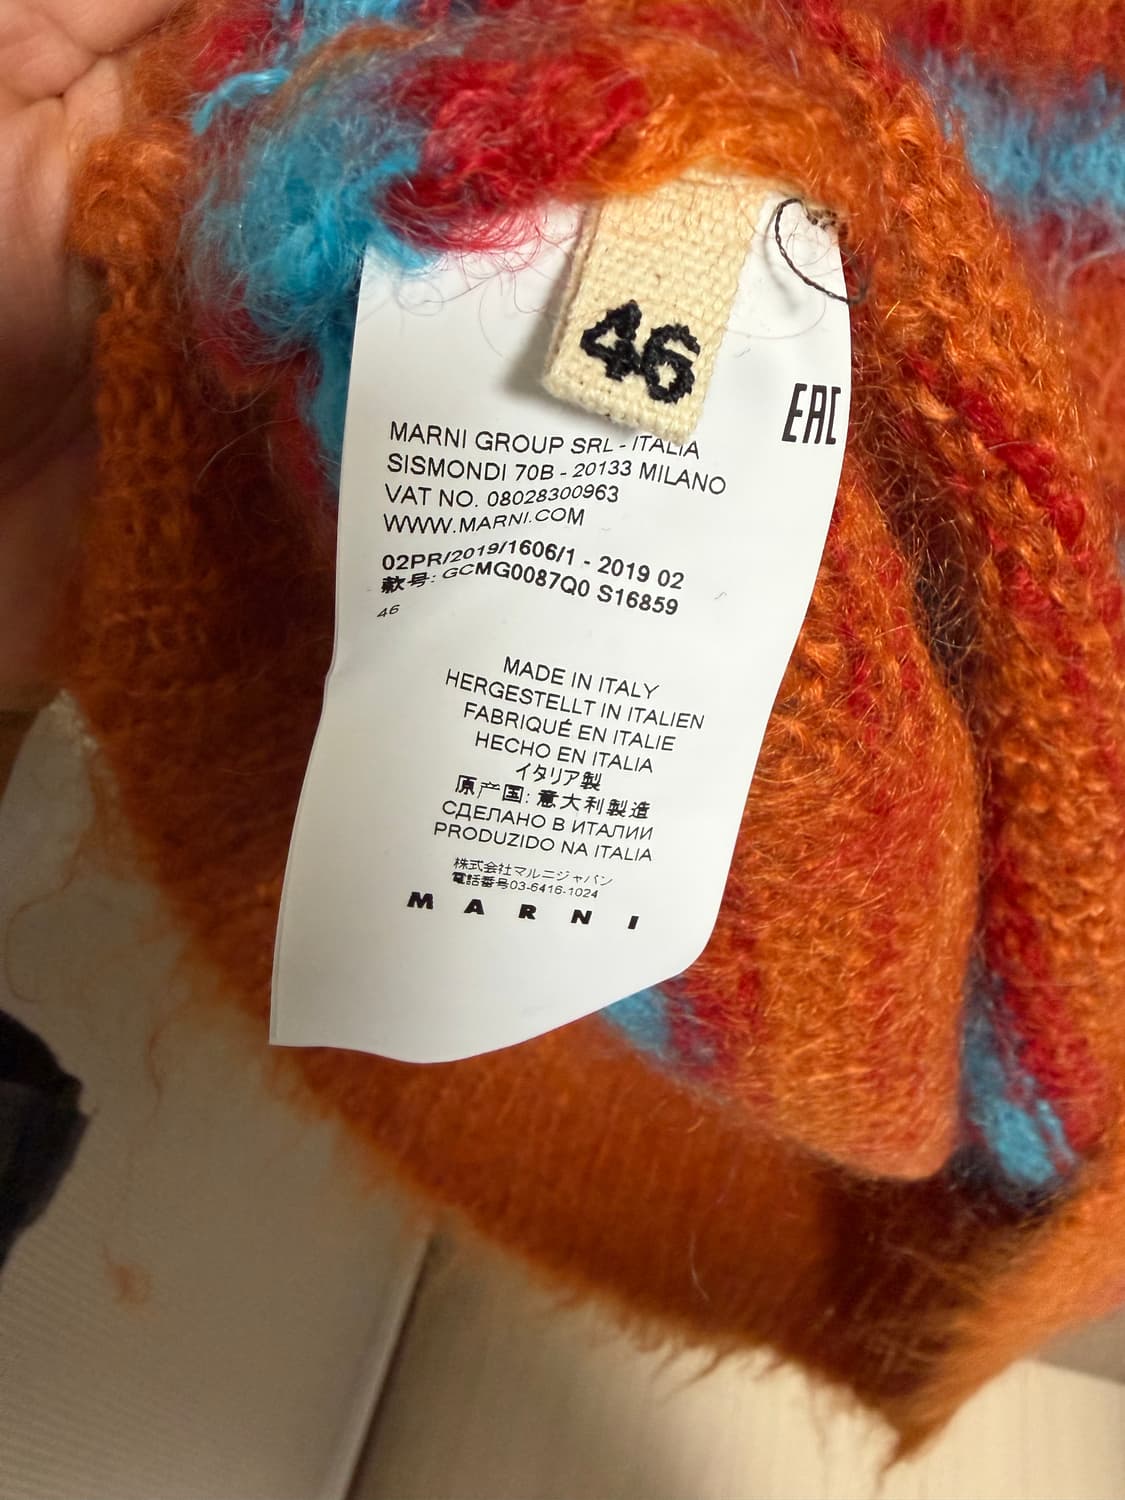 46
EAC
MARNI GROUP SRL - ITALIA
SISMONDI 70B - 20133 MILANO
VAT NO. 08028300963
WWW.MARNI.COM
02PR/2019/1606/1 - 2019 02
款号: GCMG0087Q0 S16859
46
MADE IN ITALY
HERGESTELLT IN ITALIEN
FABRIQUÉ EN ITALIE
HECHO EN ITALIA
イタリア製
原产国: 意大利製造
СДЕЛАНО В ИТАЛИИ
PRODUZIDO NA ITALIA
株式会社マルニジャパン
電話番号03-6416-1024
MARNI